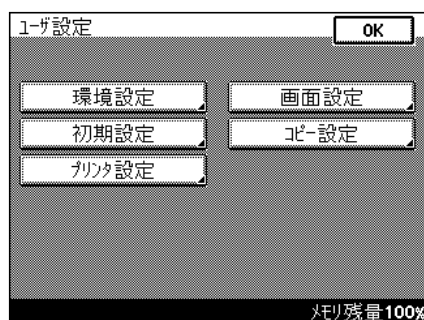 ﾕｰｻﾞ設定 OK
環境設定 画面設定
初期設定 ｺﾋﾟｰ設定
ﾌﾟﾘﾝﾀ設定
ﾒﾓﾘ残量100%